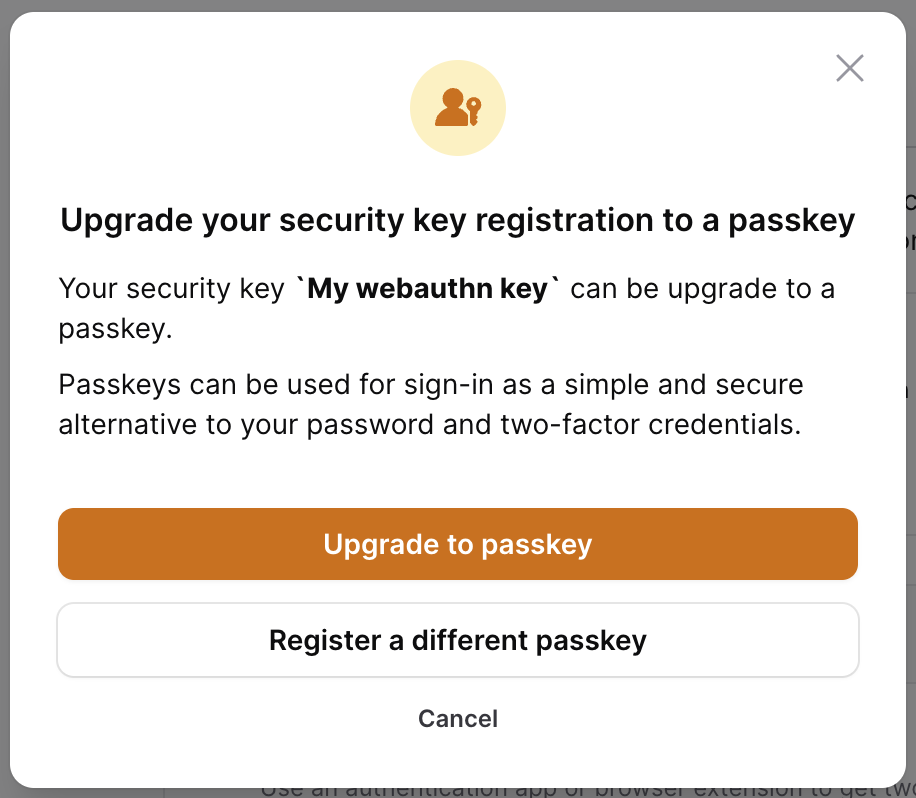 Upgrade your security key registration to a passkey
Your security key `My webauthn key` can be upgrade to a
passkey.
Passkeys can be used for sign-in as a simple and secure
alternative to your password and two-factor credentials.
Upgrade to passkey
Register a different passkey
Cancel
Use an authentication app or browser extension to get